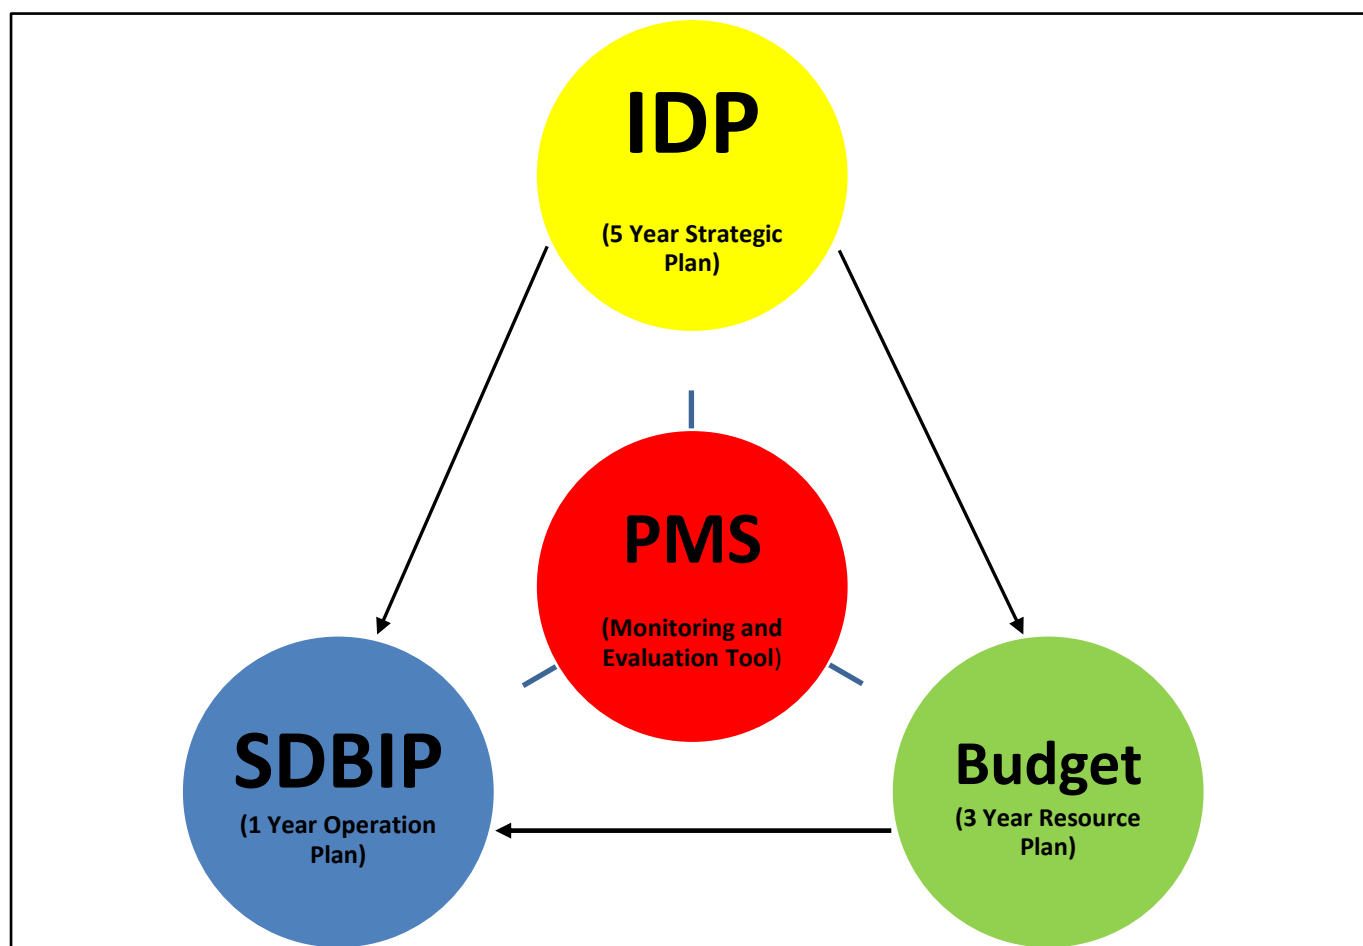 IDP
(5 Year Strategic
Plan)
PMS
(Monitoring and
Evaluation Tool)
SDBIP
(1 Year Operation
Plan)
Budget
(3 Year Resource
Plan)